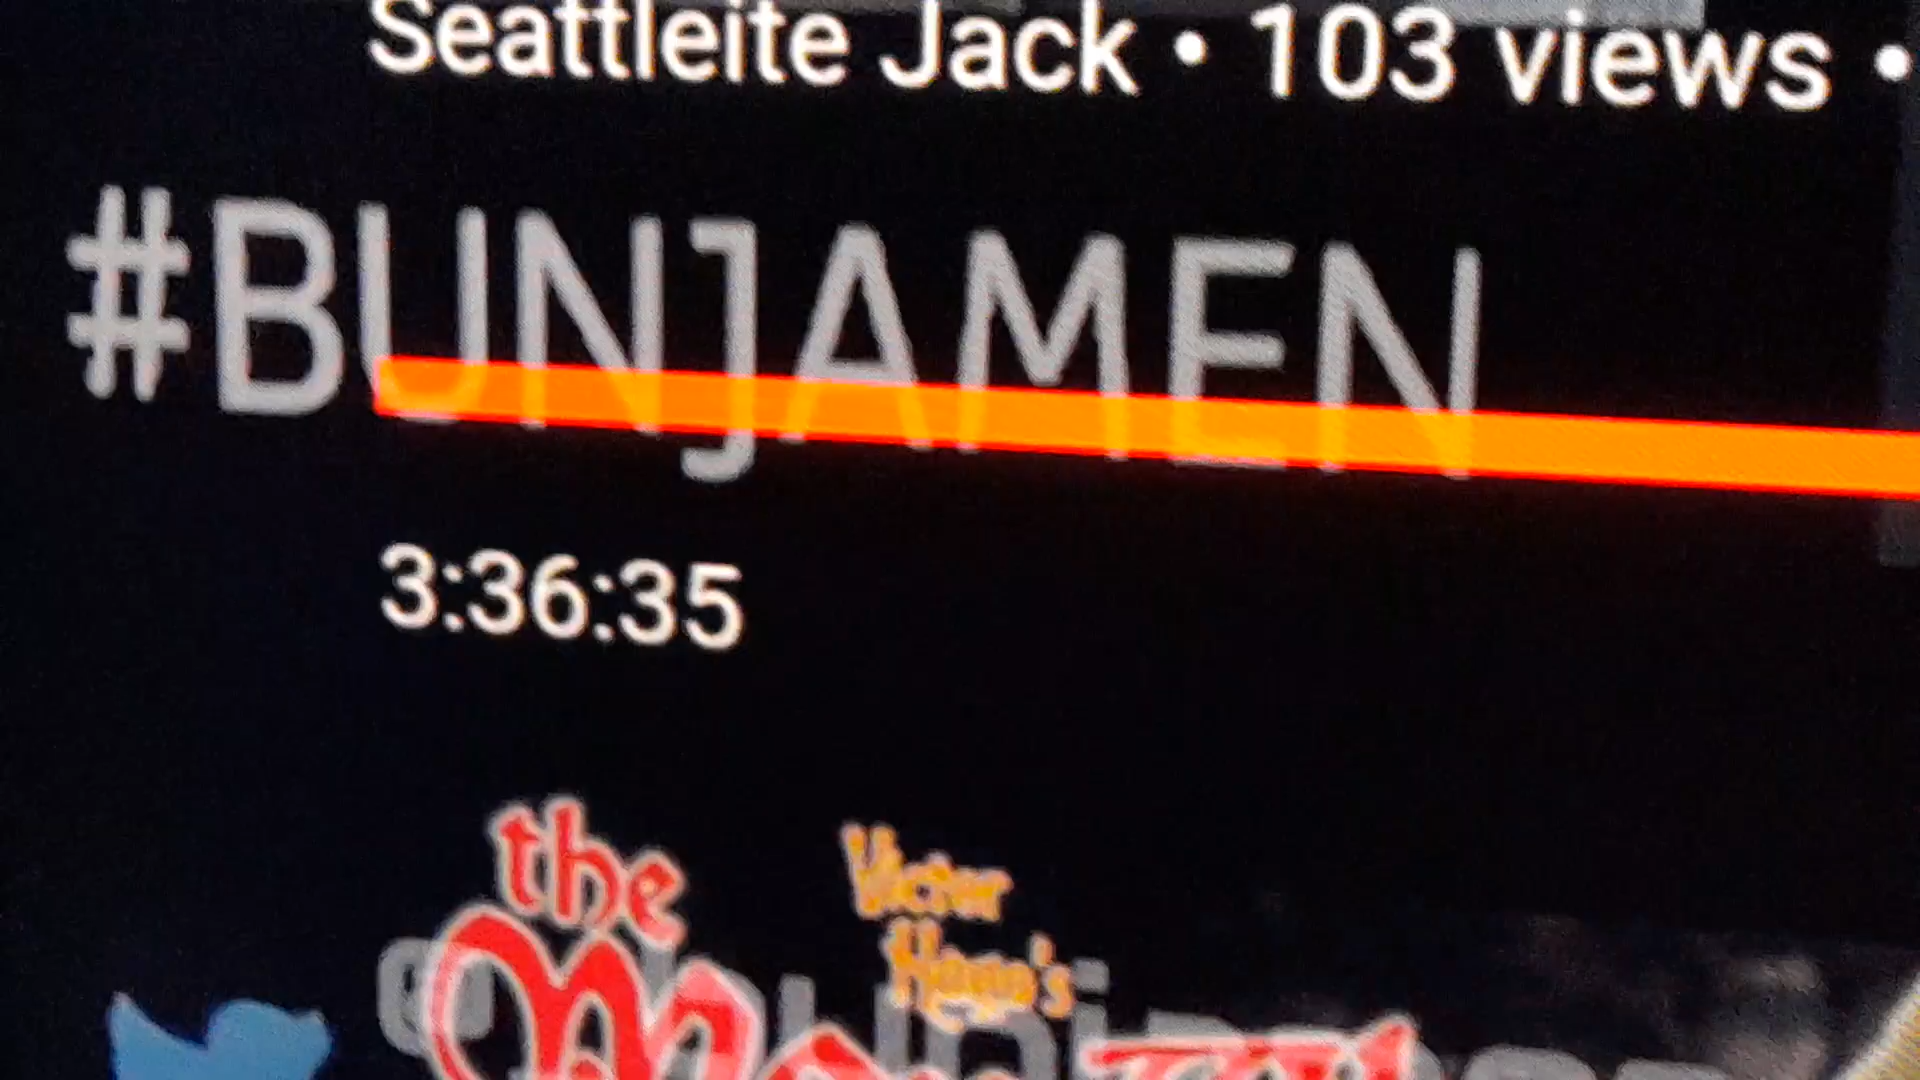 Seattleite Jack • 103 views •
#BUNJAMEN
3:36:35
the
Victor
Hugo's